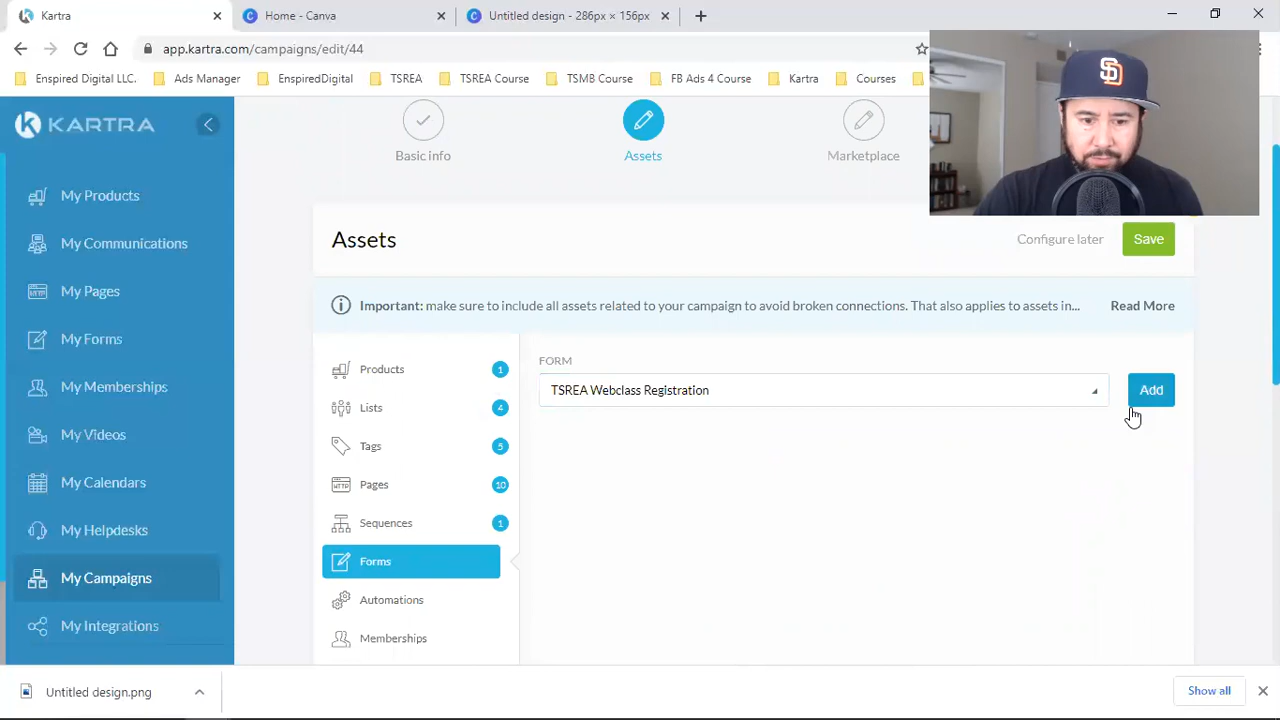 Kartra
Home - Canva
Untitled design - 286px × 156px
app.kartra.com/campaigns/edit/44
Enspired Digital LLC.
Ads Manager
EnspiredDigital
TSREA
TSREA Course
TSMB Course
FB Ads 4 Course
Kartra
Courses
KARTRA
Basic info
Assets
Marketplace
My Products
My Communications
My Pages
My Forms
My Memberships
My Videos
My Calendars
My Helpdesks
My Campaigns
My Integrations
Assets
Configure later
Save
Important: make sure to include all assets related to your campaign to avoid broken connections. That also applies to assets in...
Read More
Products 1
Lists 4
Tags 5
Pages 10
Sequences 1
Forms
Automations
Memberships
FORM
TSREA Webclass Registration
Add
SD
Untitled design.png
Show all